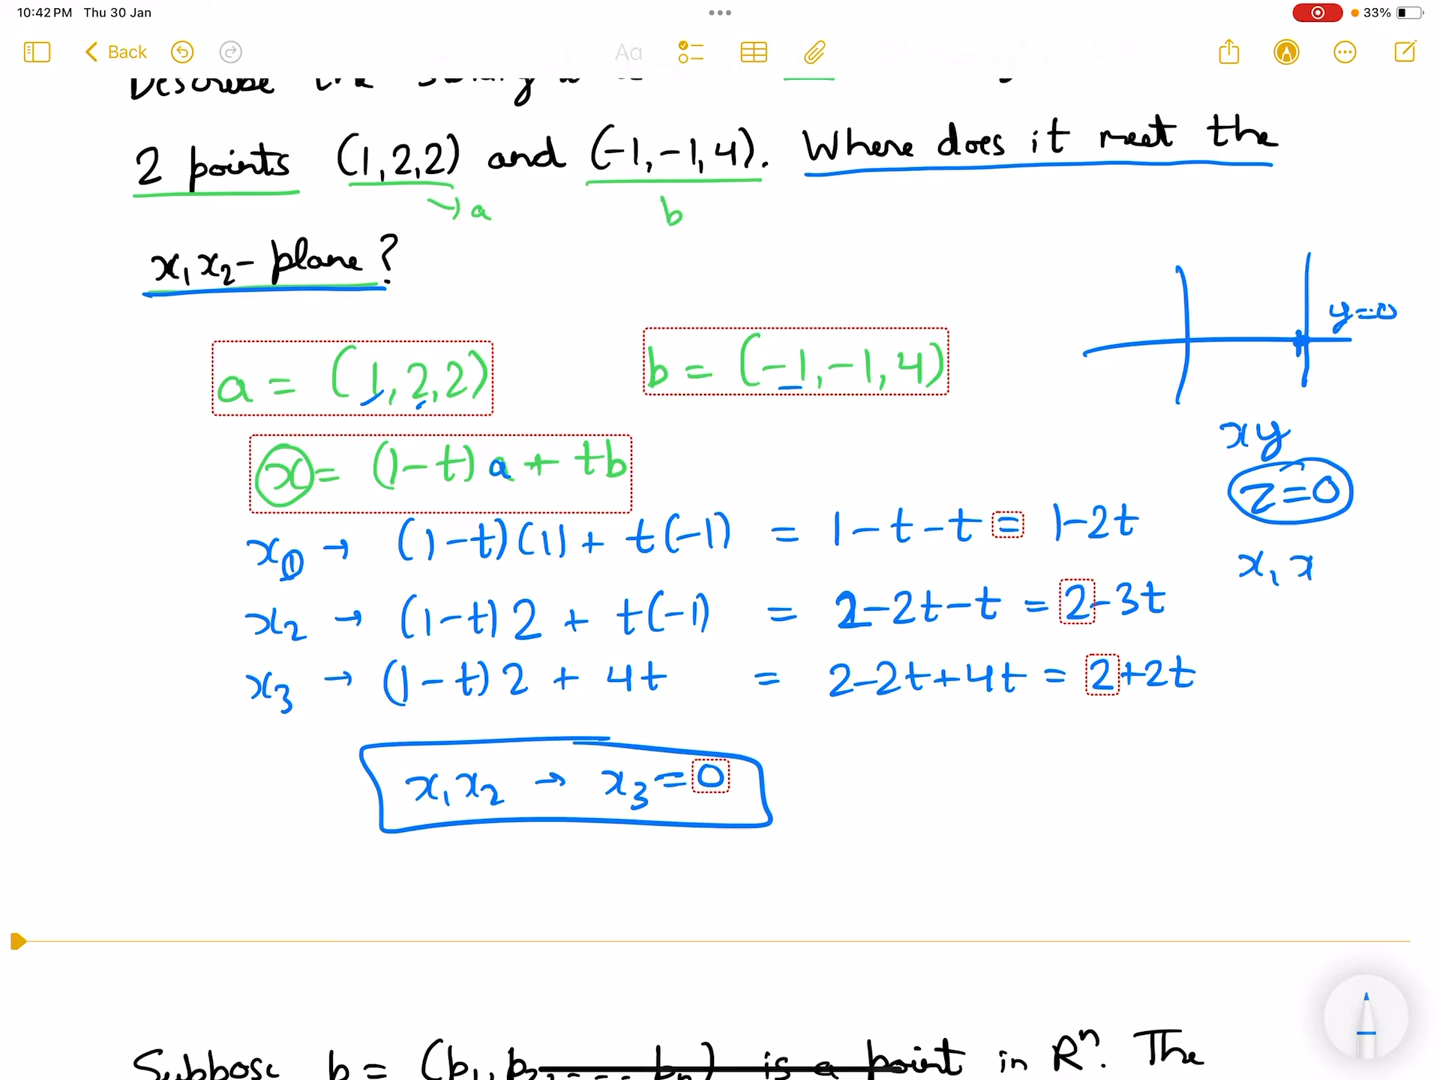 10:42 PM Thu 30 Jan
33%
Back
Aa
Describe the
2 points (1,2,2) and (-1,-1,4). Where does it meet the
→ a
b
x₁x₂- plane?
y=0
a = (1,2,2)
b = (-1,-1,4)
xy
x = (1-t)a + tb
z=0
x① → (1-t)(1) + t(-1) = 1-t-t = 1-2t
x₁ x
x₂ → (1-t)2 + t(-1) = 2-2t-t = 2-3t
x₃ → (1-t)2 + 4t = 2-2t+4t = 2+2t
x₁x₂ → x₃=0
Suppose b = (b₁, b₂, ---- bₙ) is a point in Rⁿ. The